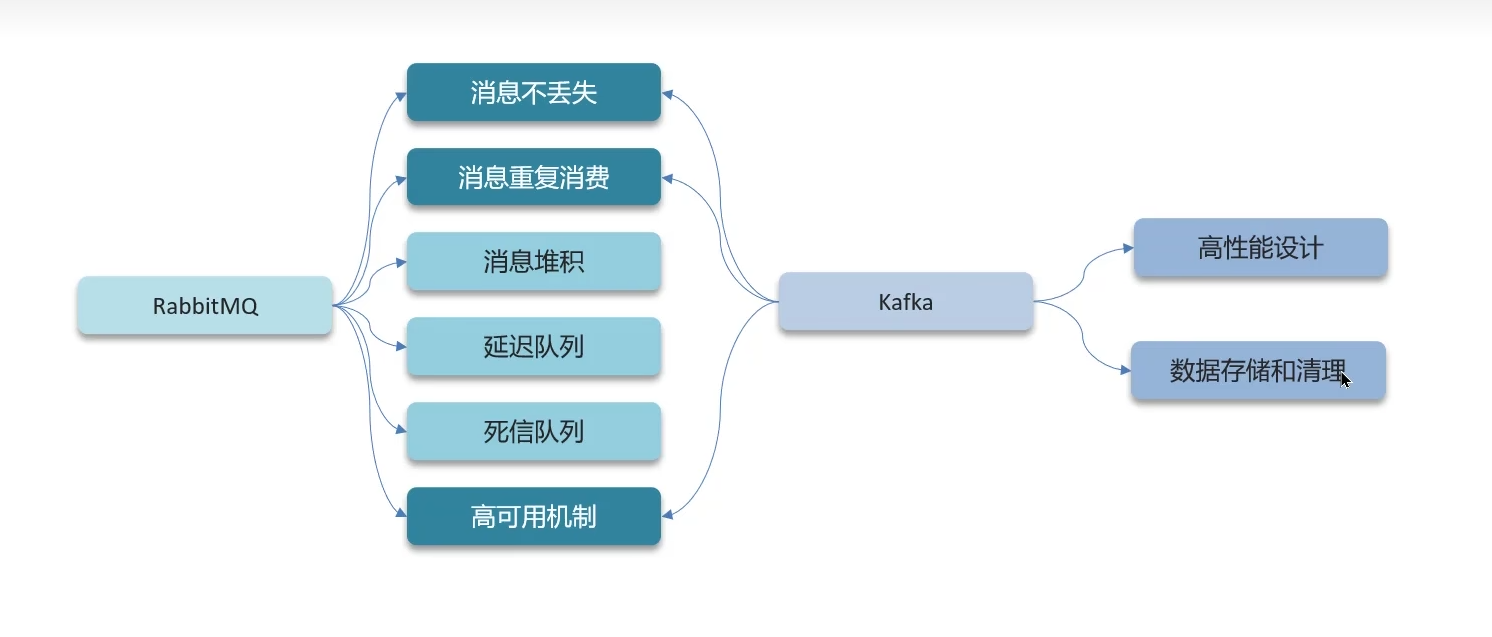 消息不丢失
消息重复消费
消息堆积
RabbitMQ
延迟队列
死信队列
高可用机制
Kafka
高性能设计
数据存储和清理